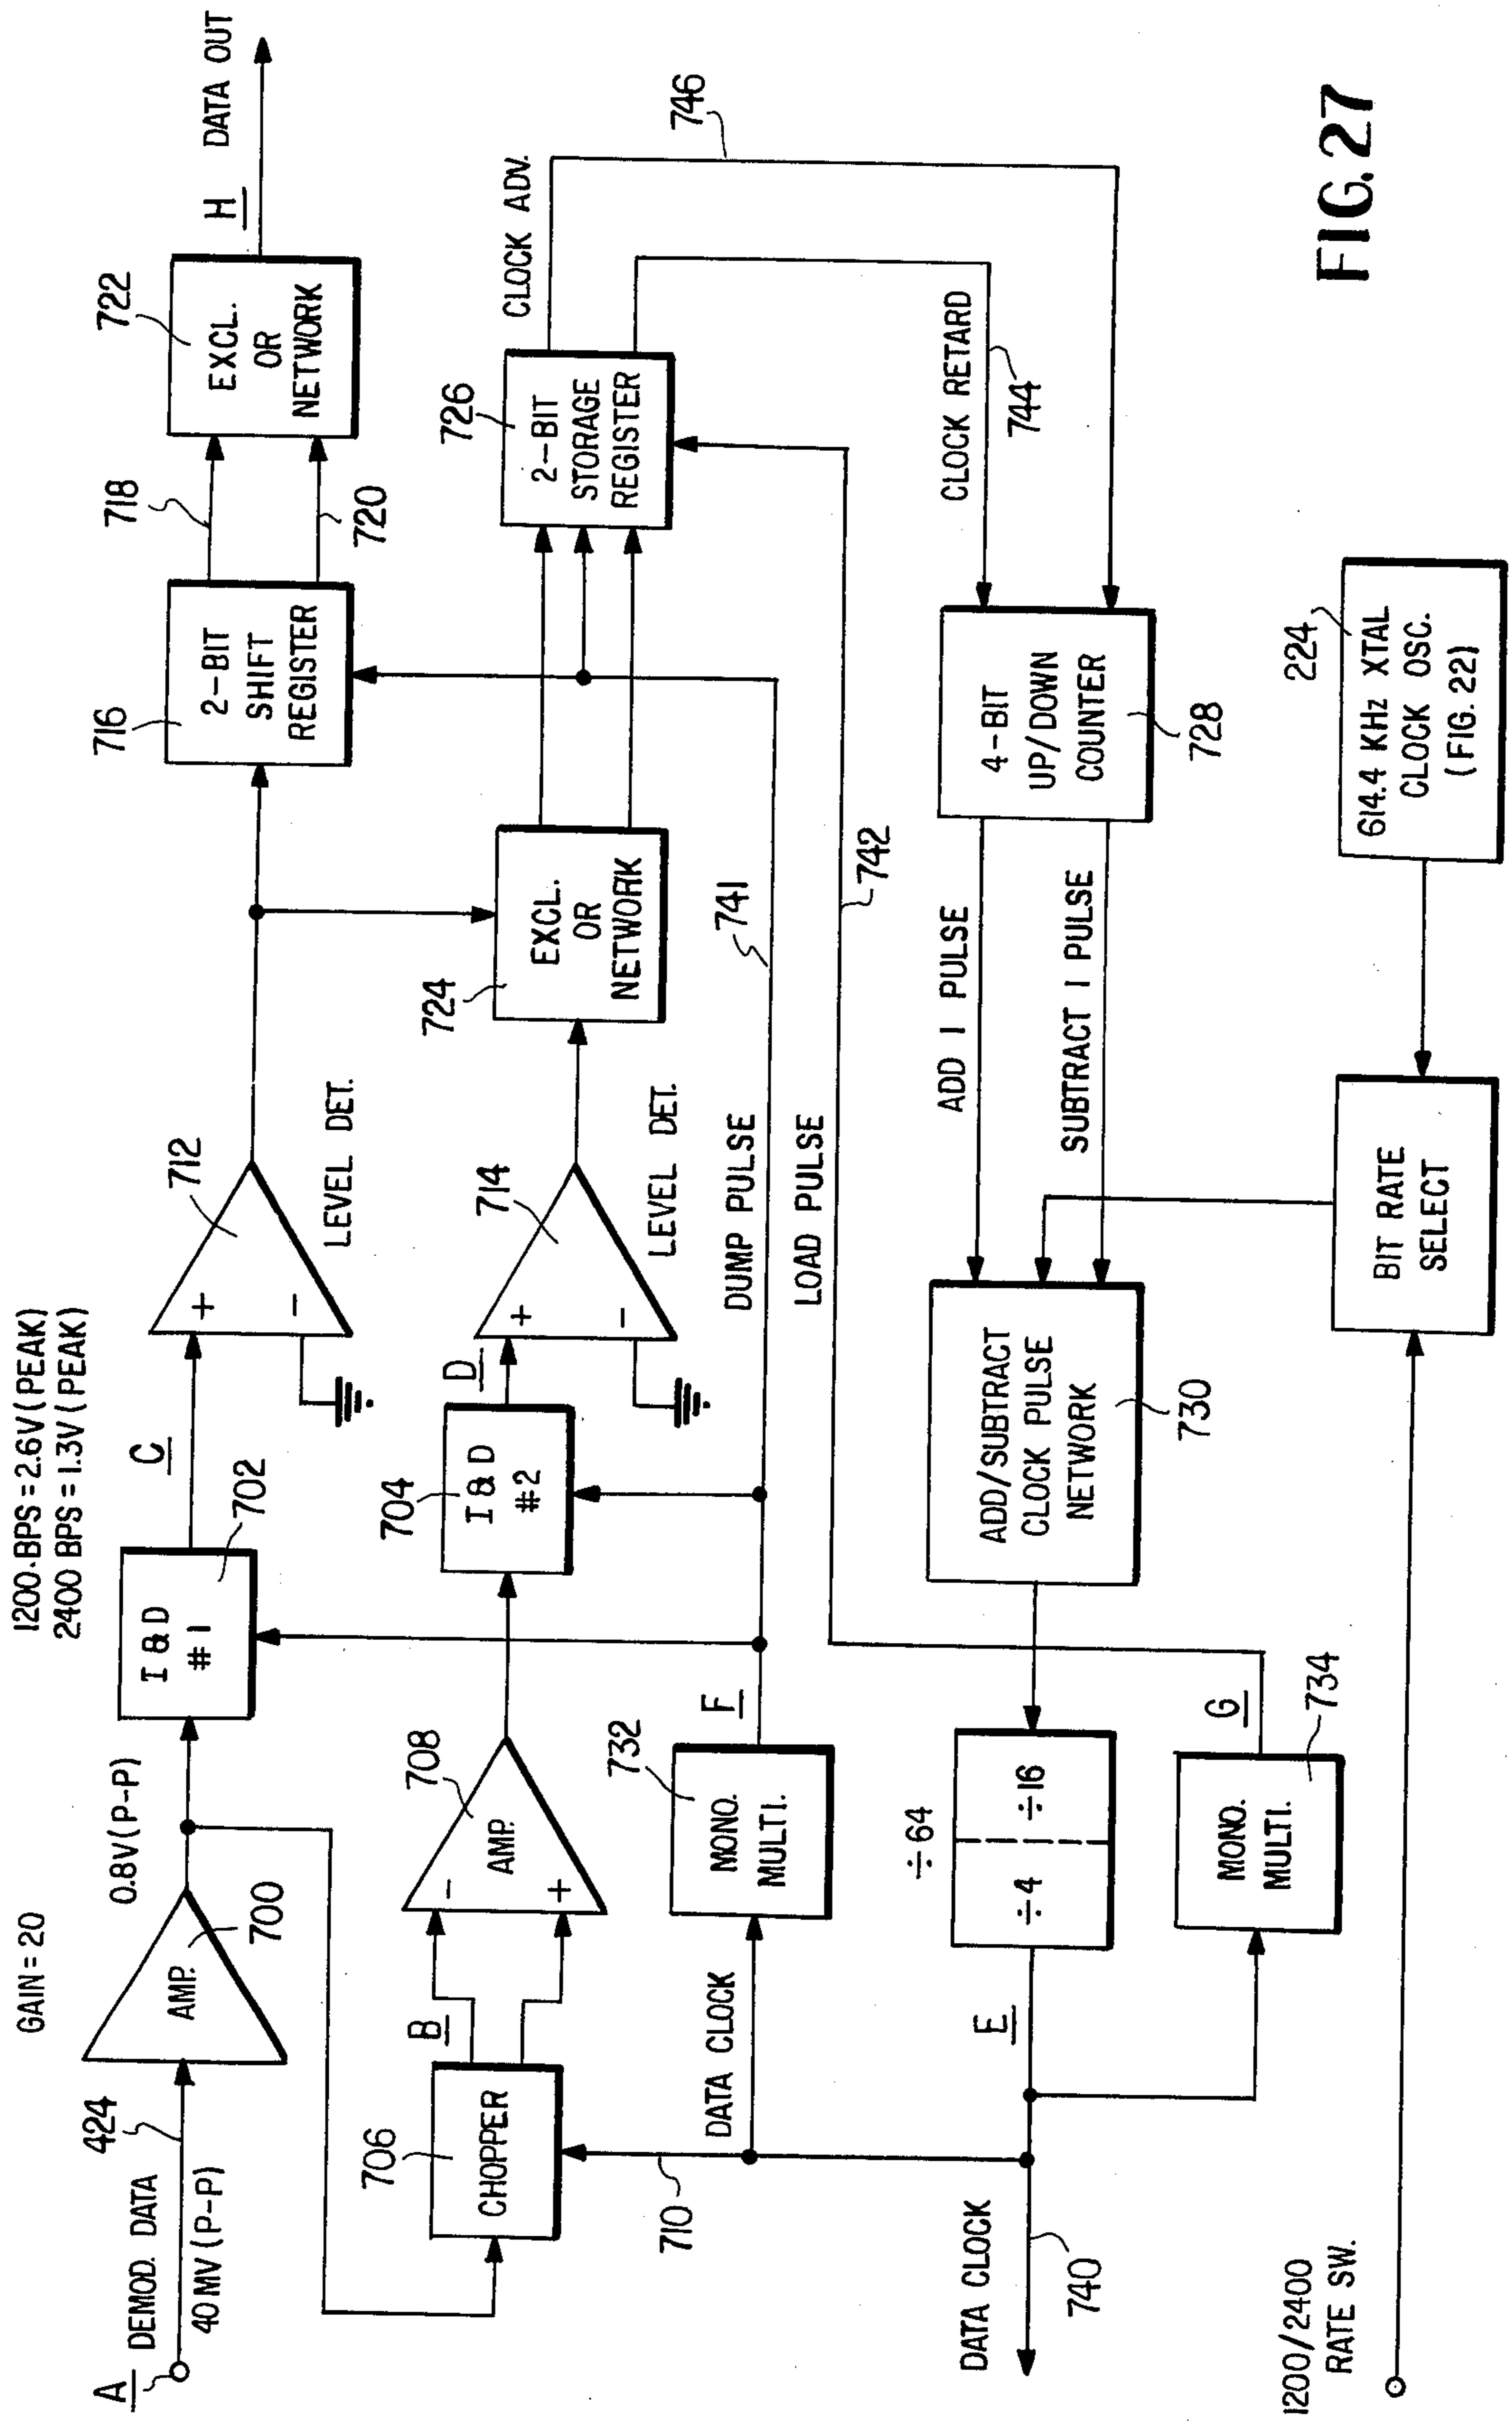 A
DEMOD. DATA
40 MV (P-P)
424
GAIN = 20
AMP.
700
0.8V (P-P)
1200 BPS = 2.6V (PEAK)
2400 BPS = 1.3V (PEAK)
I & D
#1
702
C
+
-
712
LEVEL DET.
716
2-BIT
SHIFT
REGISTER
718
720
722
EXCL.
OR
NETWORK
H
DATA OUT
706
CHOPPER
B
710
708
-
+
AMP.
704
I & D
#2
D
+
-
714
LEVEL DET.
724
EXCL.
OR
NETWORK
726
2-BIT
STORAGE
REGISTER
CLOCK ADV.
746
DATA CLOCK
732
MONO.
MULTI.
F
DUMP PULSE
741
LOAD PULSE
742
CLOCK RETARD
744
DATA CLOCK
740
E
÷64
÷4
÷16
ADD/SUBTRACT
CLOCK PULSE
NETWORK
730
ADD 1 PULSE
SUBTRACT 1 PULSE
4-BIT
UP/DOWN
COUNTER
728
MONO.
MULTI.
734
G
1200/2400
RATE SW.
BIT RATE
SELECT
224
614.4 KHz XTAL
CLOCK OSC.
(FIG. 22)
FIG. 27